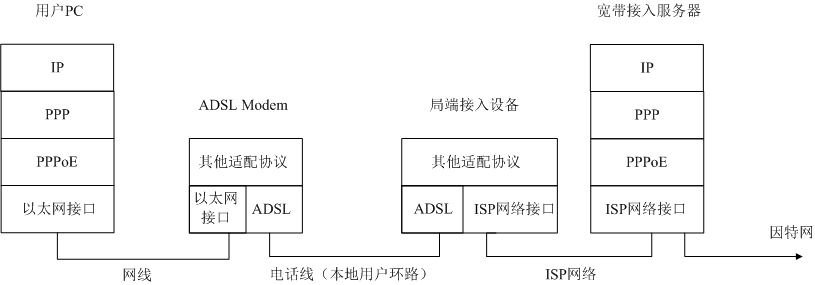 用户PC
宽带接入服务器
IP
IP
PPP
ADSL Modem
局端接入设备
PPP
PPPoE
其他适配协议
其他适配协议
PPPoE
以太网接口
以太网
接口
ADSL
ADSL
ISP网络接口
ISP网络接口
因特网
网线
电话线（本地用户环路）
ISP网络